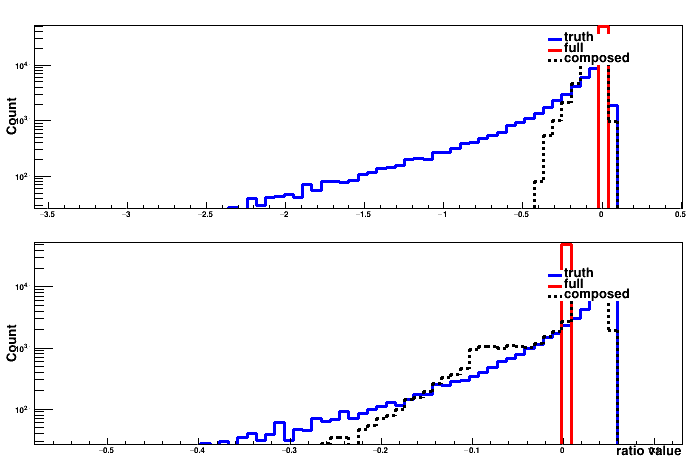 truth
full
composed
Count
10⁴
10³
10²
−3.5 −3 −2.5 −2 −1.5 −1 −0.5 0 0.5
truth
full
composed
Count
10⁴
10³
10²
−0.5 −0.4 −0.3 −0.2 −0.1 0
ratio value